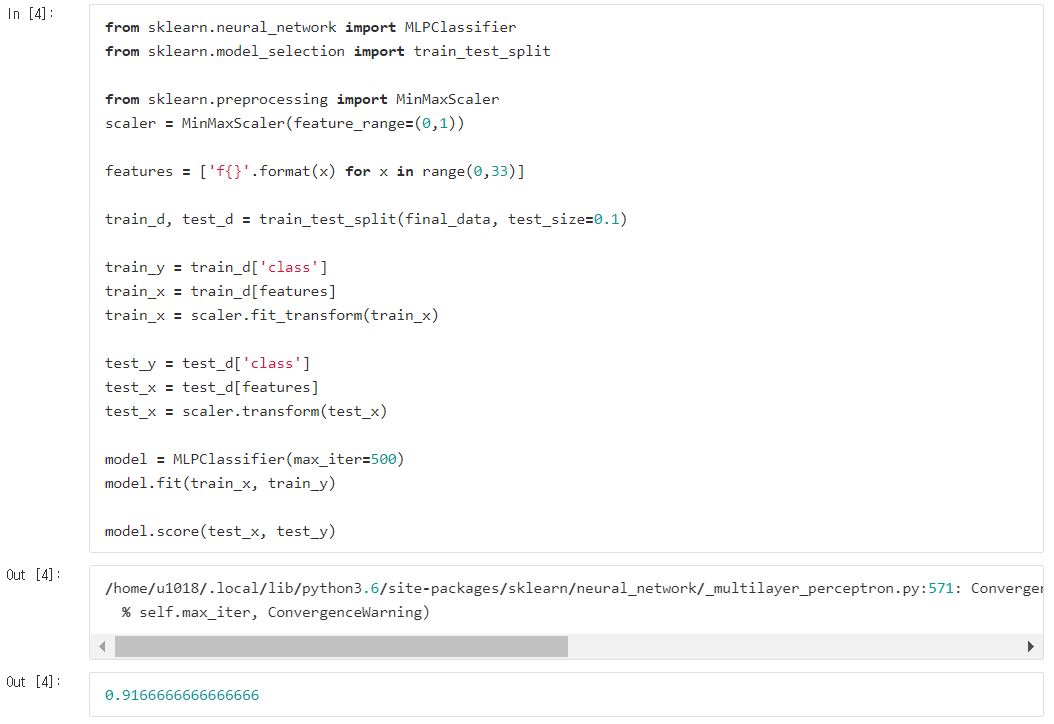 In [4]:
from sklearn.neural_network import MLPClassifier
from sklearn.model_selection import train_test_split
from sklearn.preprocessing import MinMaxScaler
scaler = MinMaxScaler(feature_range=(0,1))
features = ['f{}'.format(x) for x in range(0,33)]
train_d, test_d = train_test_split(final_data, test_size=0.1)
train_y = train_d['class']
train_x = train_d[features]
train_x = scaler.fit_transform(train_x)
test_y = test_d['class']
test_x = test_d[features]
test_x = scaler.transform(test_x)
model = MLPClassifier(max_iter=500)
model.fit(train_x, train_y)
model.score(test_x, test_y)
Out [4]:
/home/u1018/.local/lib/python3.6/site-packages/sklearn/neural_network/_multilayer_perceptron.py:571:
% self.max_iter, ConvergenceWarning)
Out [4]:
0.9166666666666666